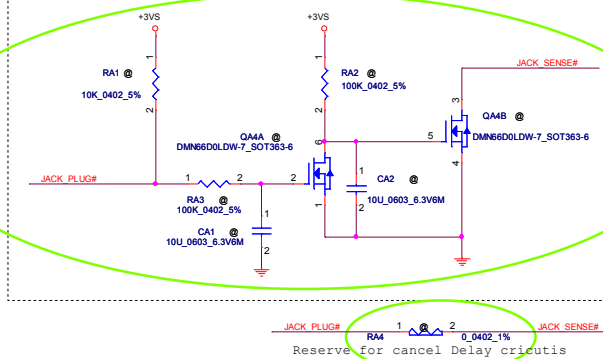 +3VS
+3VS
RA1 @
10K_0402_5%
1
2
RA2 @
100K_0402_5%
1
2
JACK_SENSE#
QA4B @
DMN66D0LDW-7_SOT363-6
3
5
4
QA4A @
DMN66D0LDW-7_SOT363-6
6
2
1
JACK_PLUG#
1 2
RA3 @
100K_0402_5%
CA1 @
10U_0603_6.3V6M
1
2
CA2 @
10U_0603_6.3V6M
1
2
JACK_PLUG# 1 @ 2 JACK_SENSE#
RA4 0_0402_1%
Reserve for cancel Delay cricutis